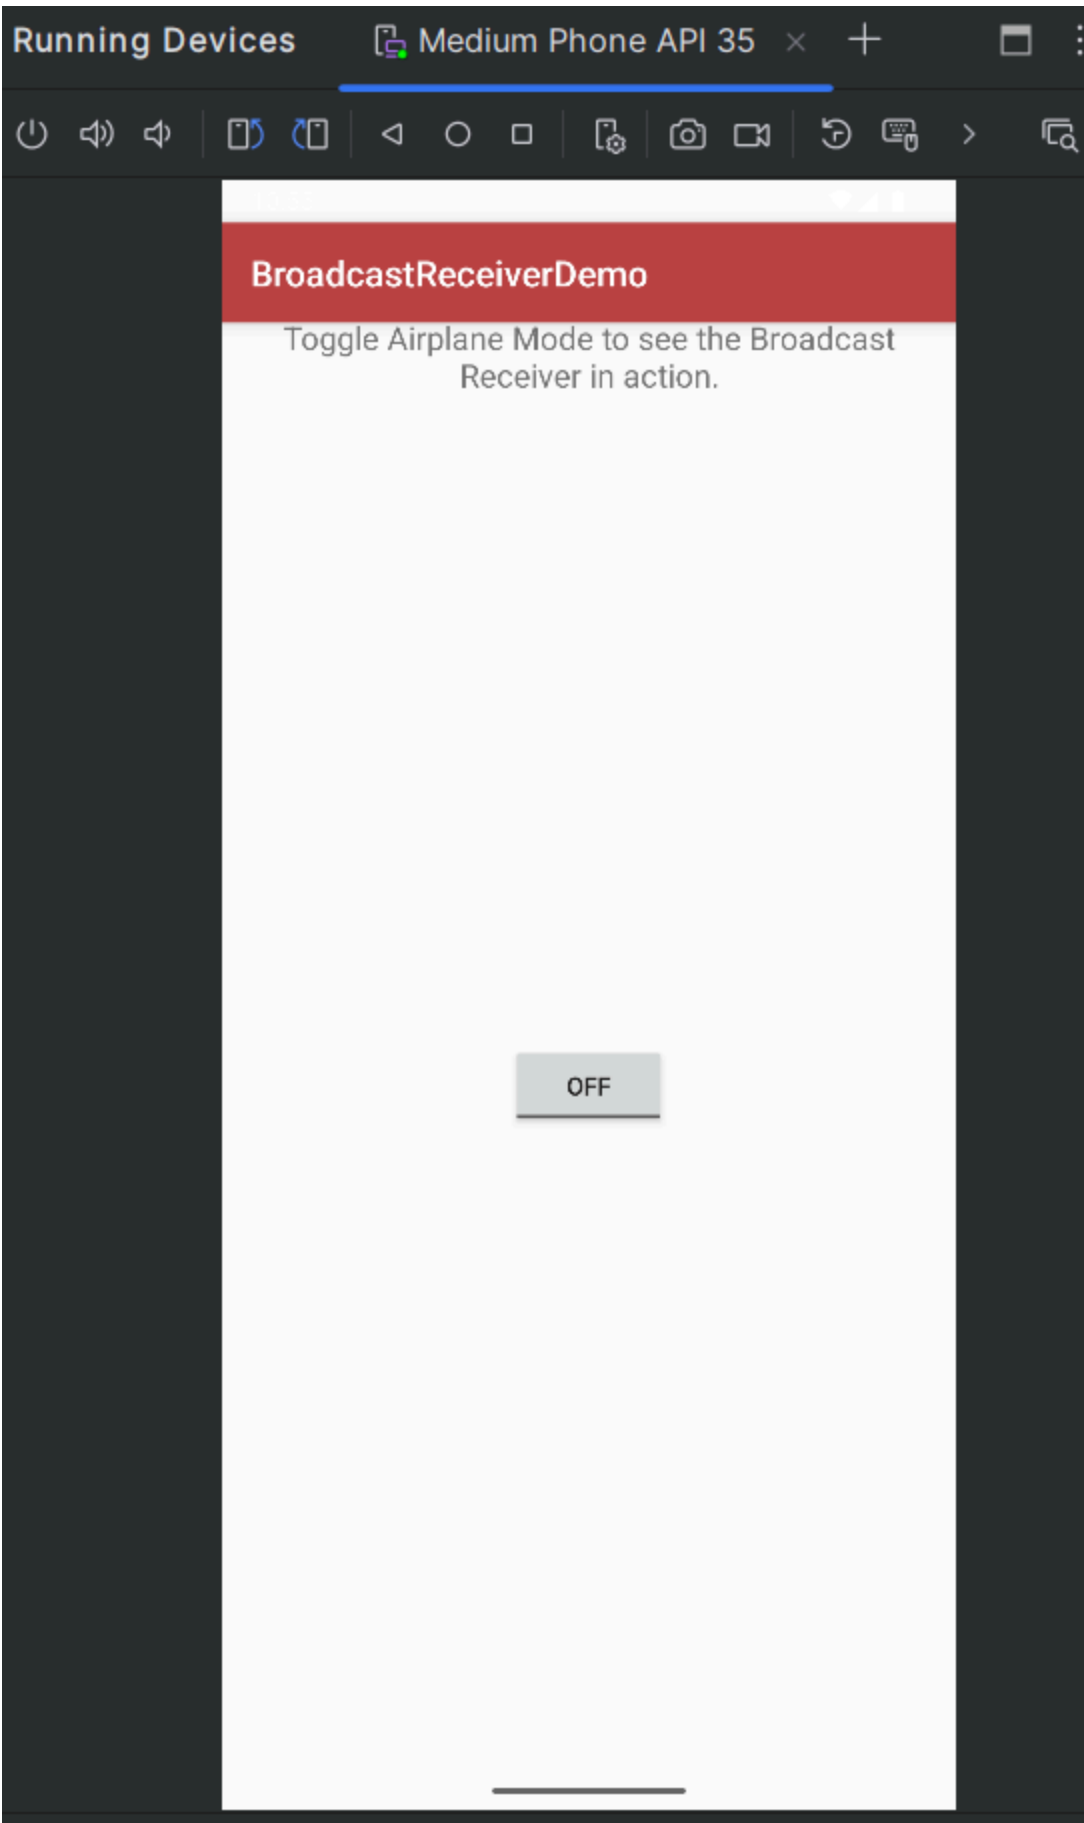 Running Devices
Medium Phone API 35
BroadcastReceiverDemo
Toggle Airplane Mode to see the Broadcast
Receiver in action.
OFF